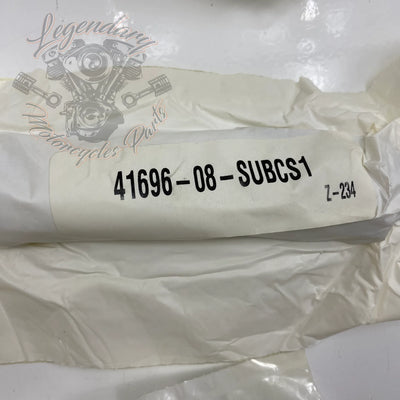 Legendary
Motorcycles Parts
41696-08-SUBCS1
Z-234